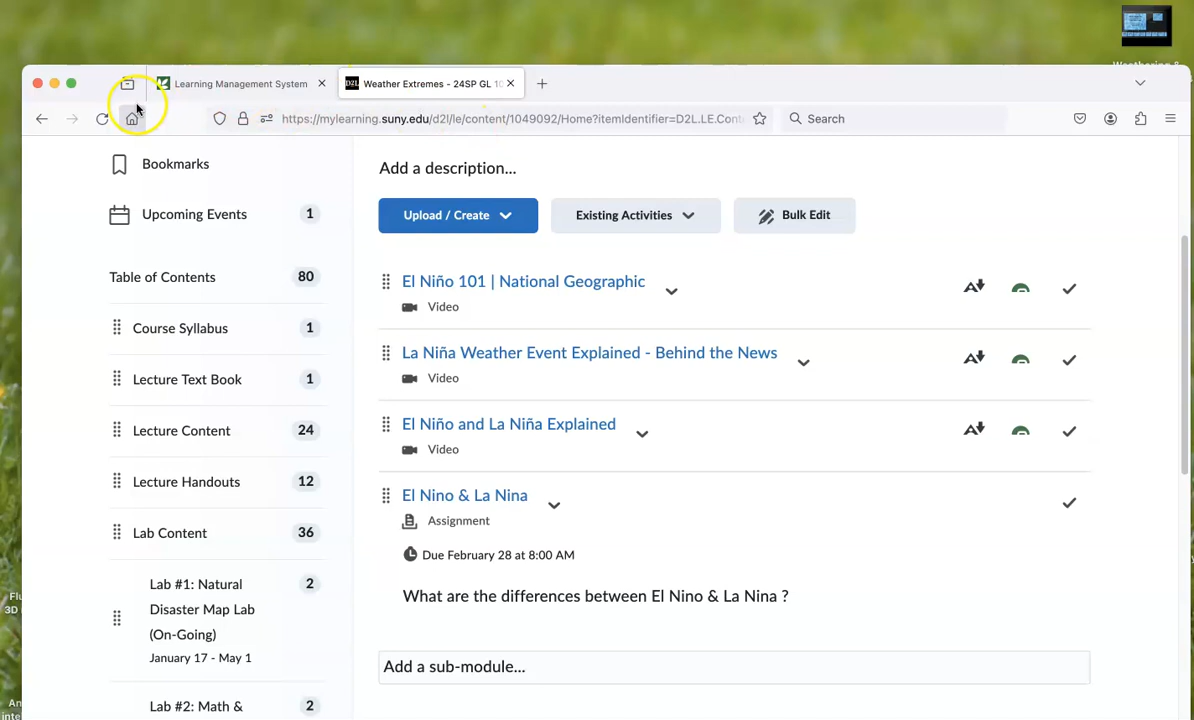 Learning Management System
Weather Extremes - 24SP GL 10
https://mylearning.suny.edu/d2l/le/content/1049092/Home?itemIdentifier=D2L.LE.Cont
Search
Bookmarks
Upcoming Events 1
Table of Contents 80
Course Syllabus 1
Lecture Text Book 1
Lecture Content 24
Lecture Handouts 12
Lab Content 36
Lab #1: Natural 2
Disaster Map Lab
(On-Going)
January 17 - May 1
Lab #2: Math & 2
Add a description...
Upload / Create
Existing Activities
Bulk Edit
El Niño 101 | National Geographic
Video
La Niña Weather Event Explained - Behind the News
Video
El Niño and La Niña Explained
Video
El Nino & La Nina
Assignment
Due February 28 at 8:00 AM
What are the differences between El Nino & La Nina ?
Add a sub-module...